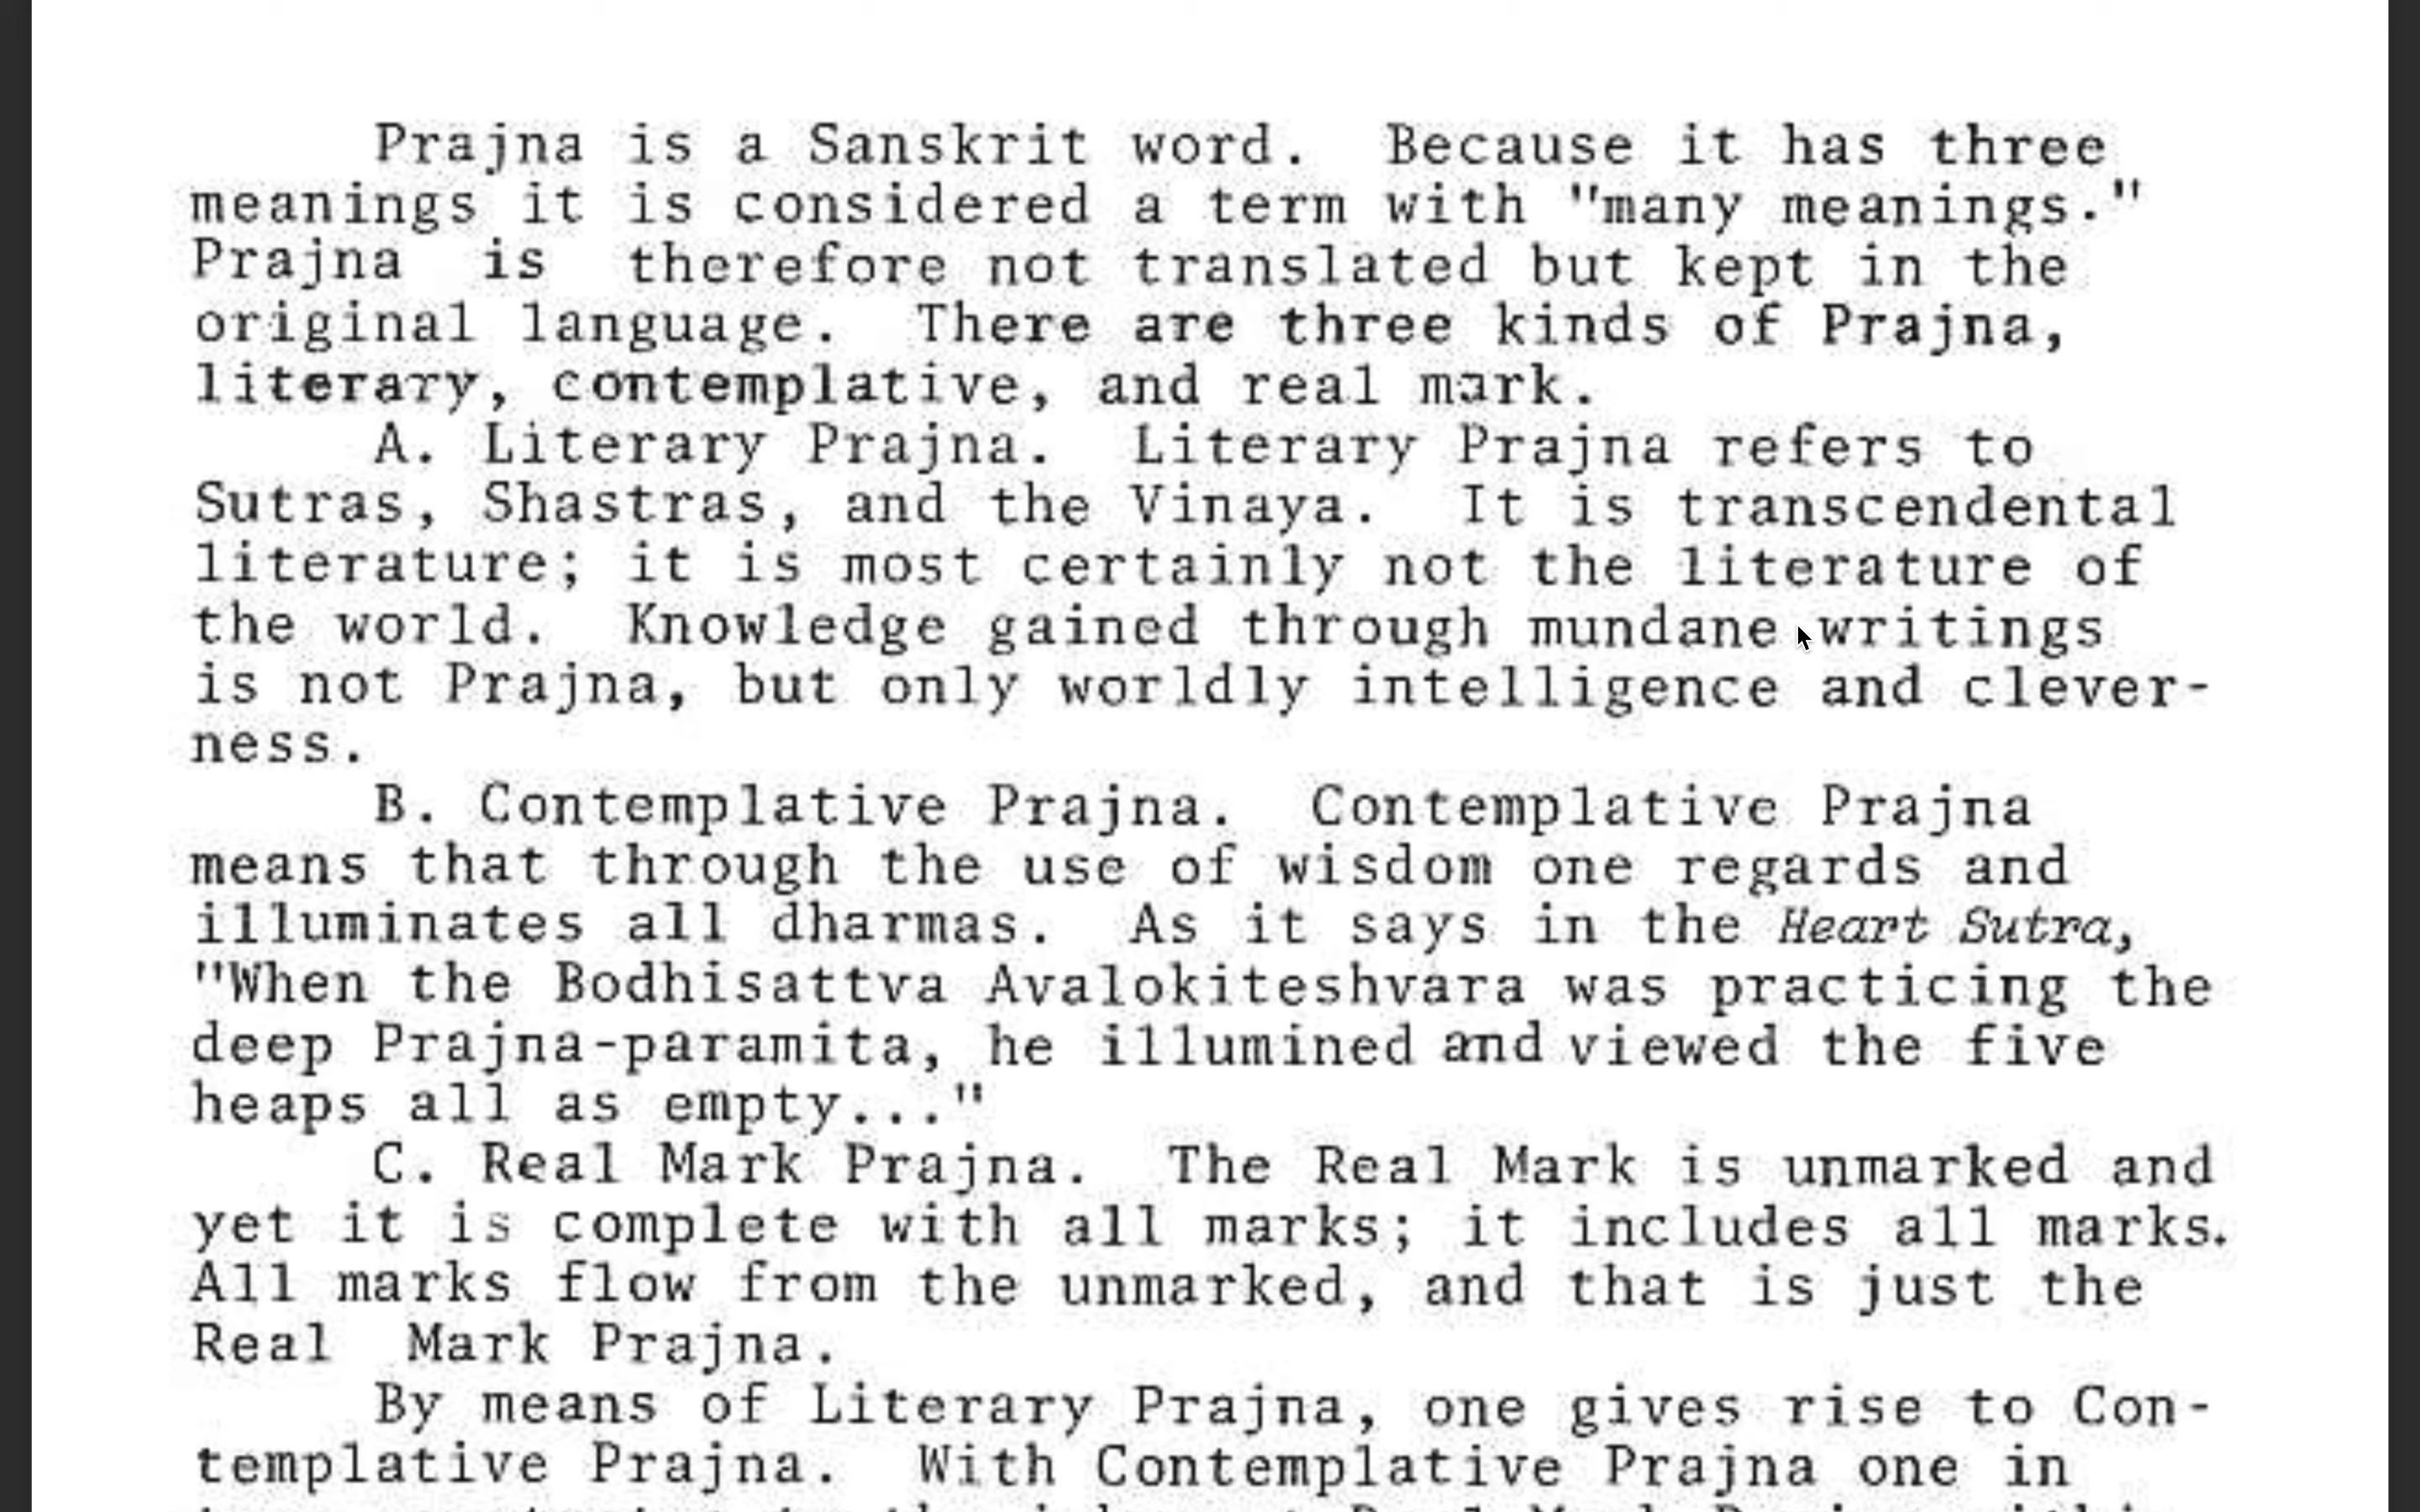 Prajna is a Sanskrit word. Because it has three
meanings it is considered a term with "many meanings."
Prajna is therefore not translated but kept in the
original language. There are three kinds of Prajna,
literary, contemplative, and real mark.
A. Literary Prajna. Literary Prajna refers to
Sutras, Shastras, and the Vinaya. It is transcendental
literature; it is most certainly not the literature of
the world. Knowledge gained through mundane writings
is not Prajna, but only worldly intelligence and clever-
ness.
B. Contemplative Prajna. Contemplative Prajna
means that through the use of wisdom one regards and
illuminates all dharmas. As it says in the Heart Sutra,
"When the Bodhisattva Avalokiteshvara was practicing the
deep Prajna-paramita, he illumined and viewed the five
heaps all as empty..."
C. Real Mark Prajna. The Real Mark is unmarked and
yet it is complete with all marks; it includes all marks.
All marks flow from the unmarked, and that is just the
Real Mark Prajna.
By means of Literary Prajna, one gives rise to Con-
templative Prajna. With Contemplative Prajna one in